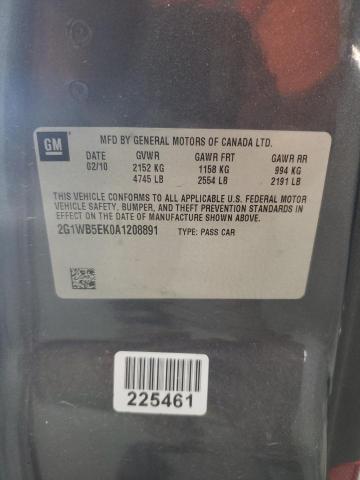 GM
MFD BY GENERAL MOTORS OF CANADA LTD.
DATE GVWR GAWR FRT GAWR RR
02/10 2152 KG 1158 KG 994 KG
4745 LB 2554 LB 2191 LB
THIS VEHICLE CONFORMS TO ALL APPLICABLE U.S. FEDERAL MOTOR
VEHICLE SAFETY, BUMPER, AND THEFT PREVENTION STANDARDS IN
EFFECT ON THE DATE OF MANUFACTURE SHOWN ABOVE.
2G1WB5EK0A1208891 TYPE: PASS CAR
225461